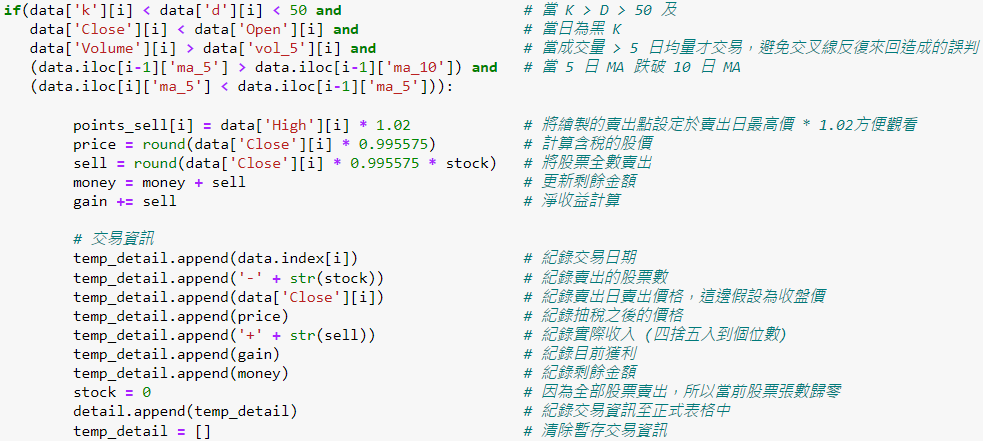 if(data['k'][i] < data['d'][i] < 50 and # 當 K > D > 50 及
data['Close'][i] < data['Open'][i] and # 當日為黑 K
data['Volume'][i] > data['vol_5'][i] and # 當成交量 > 5 日均量才交易，避免交叉線反復來回造成的誤判
(data.iloc[i-1]['ma_5'] > data.iloc[i-1]['ma_10']) and # 當 5 日 MA 跌破 10 日 MA
(data.iloc[i]['ma_5'] < data.iloc[i-1]['ma_5'])):
points_sell[i] = data['High'][i] * 1.02 # 將繪製的賣出點設定於賣出日最高價 * 1.02方便觀看
price = round(data['Close'][i] * 0.995575) # 計算含稅的股價
sell = round(data['Close'][i] * 0.995575 * stock) # 將股票全數賣出
money = money + sell # 更新剩餘金額
gain += sell # 淨收益計算
# 交易資訊
temp_detail.append(data.index[i]) # 紀錄交易日期
temp_detail.append('-' + str(stock)) # 紀錄賣出的股票數
temp_detail.append(data['Close'][i]) # 紀錄賣出日賣出價格，這邊假設為收盤價
temp_detail.append(price) # 紀錄抽稅之後的價格
temp_detail.append('+' + str(sell)) # 紀錄實際收入 (四捨五入到個位數)
temp_detail.append(gain) # 紀錄目前獲利
temp_detail.append(money) # 紀錄剩餘金額
stock = 0 # 因為全部股票賣出，所以當前股票張數歸零
detail.append(temp_detail) # 紀錄交易資訊至正式表格中
temp_detail = [] # 清除暫存交易資訊